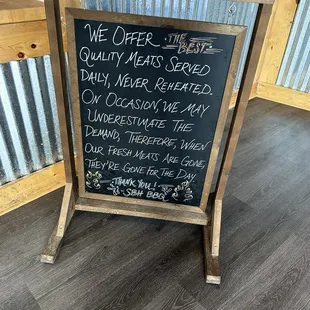 We Offer The Best
Quality Meats Served
Daily, Never Reheated.
On Occasion We May
Underestimate The
Demand, Therefore, When
Our Fresh Meats Are Gone,
They're Gone For The Day.
Thank You!
SBH BBQ